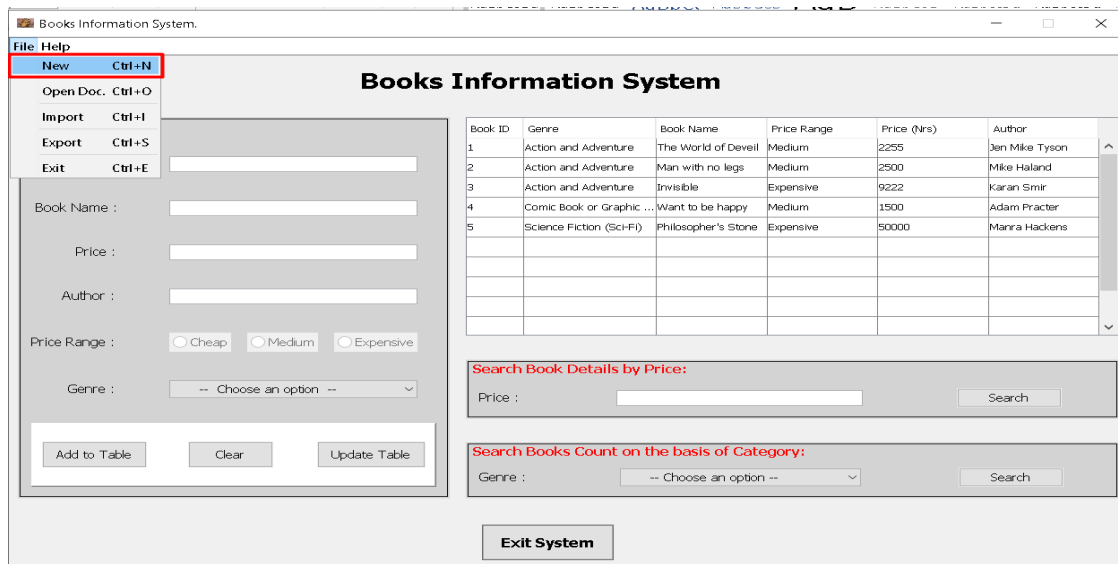 Books Information System.
File Help
New Ctrl+N
Open Doc. Ctrl+O
Import Ctrl+I
Export Ctrl+S
Exit Ctrl+E
Books Information System
Book Name :
Price :
Author :
Price Range : Cheap Medium Expensive
Genre : -- Choose an option --
Add to Table Clear Update Table
Book ID Genre Book Name Price Range Price (Nrs) Author
1 Action and Adventure The World of Deveil Medium 2255 Jen Mike Tyson
2 Action and Adventure Man with no legs Medium 2500 Mike Haland
3 Action and Adventure Invisible Expensive 9222 Karan Smir
4 Comic Book or Graphic ... Want to be happy Medium 1500 Adam Practer
5 Science Fiction (Sci-Fi) Philosopher's Stone Expensive 50000 Manra Hackens
Search Book Details by Price:
Price : Search
Search Books Count on the basis of Category:
Genre : -- Choose an option -- Search
Exit System